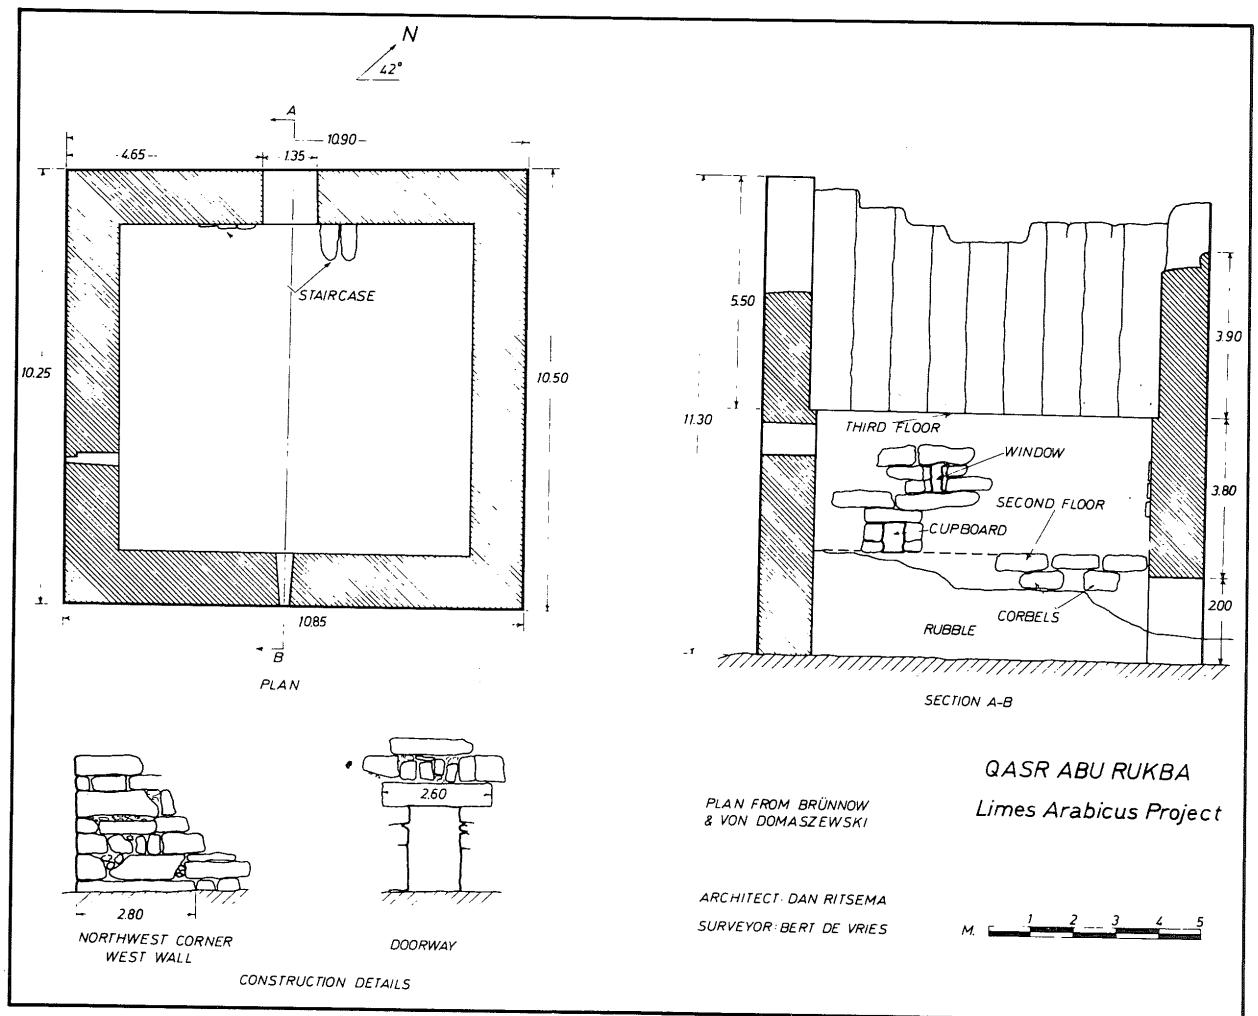 N
42°
A
10.90
4.65
1.35
STAIRCASE
10.25
10.50
10.85
B
PLAN
5.50
11.30
3.90
THIRD FLOOR
WINDOW
3.80
SECOND FLOOR
CUPBOARD
CORBELS
2.00
RUBBLE
SECTION A-B
2.80
NORTHWEST CORNER
WEST WALL
2.60
DOORWAY
CONSTRUCTION DETAILS
QASR ABU RUKBA
Limes Arabicus Project
PLAN FROM BRÜNNOW
& VON DOMASZEWSKI
ARCHITECT: DAN RITSEMA
SURVEYOR: BERT DE VRIES
M. 1 2 3 4 5